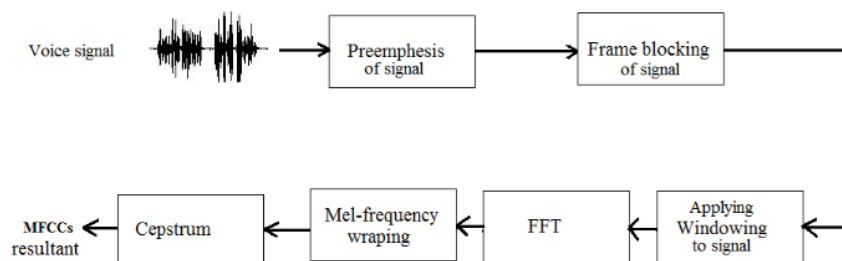 Voice signal
Preemphesis
of signal
Frame blocking
of signal
Applying
Windowing
to signal
FFT
Mel-frequency
wraping
Cepstrum
MFCCs
resultant